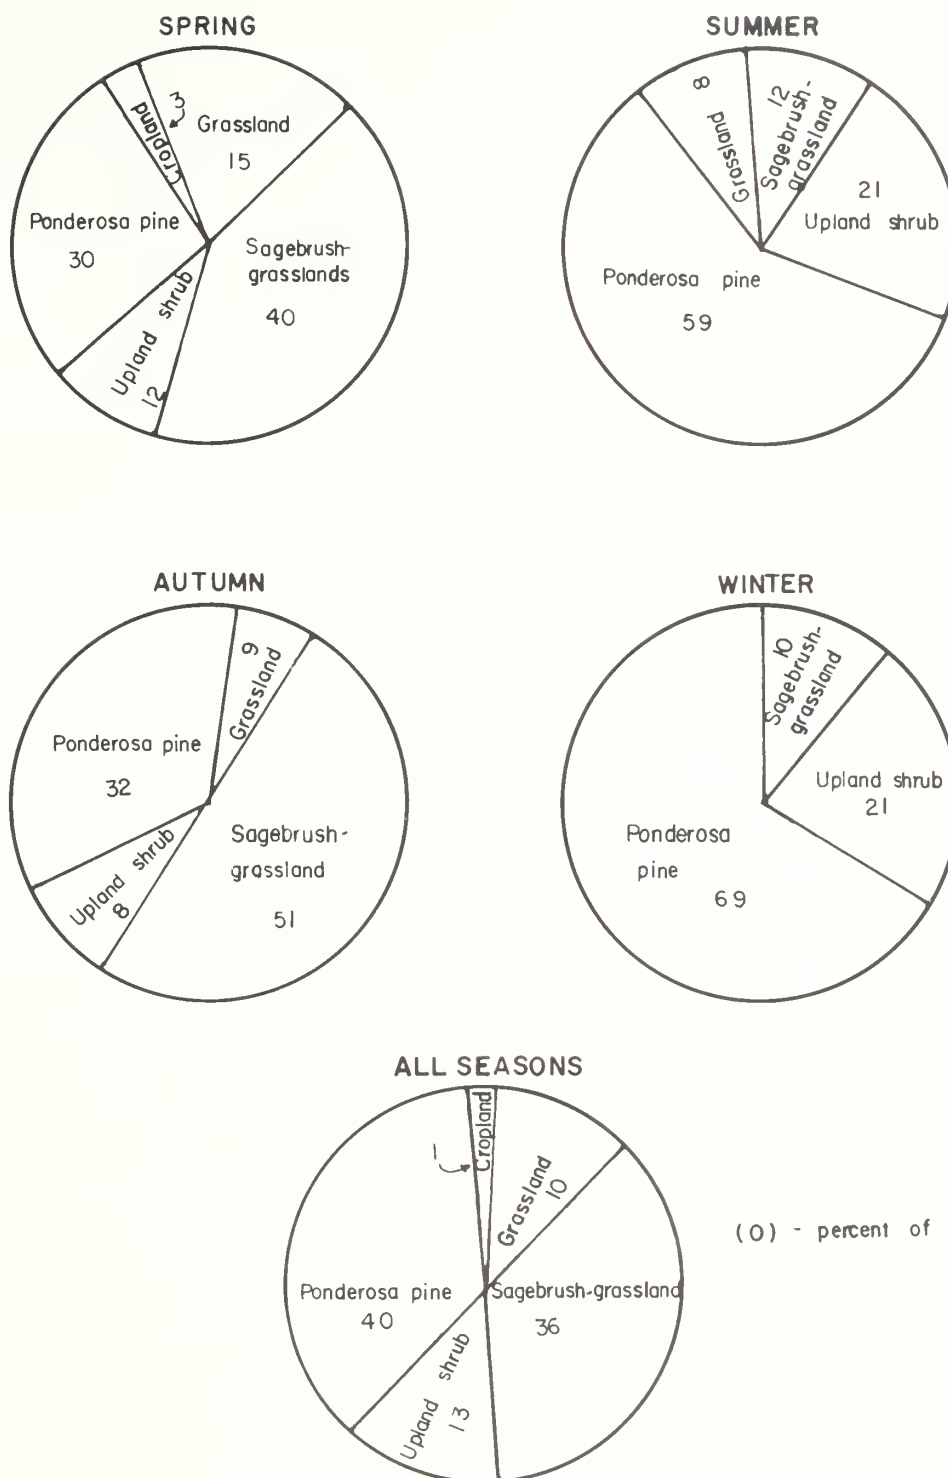 SPRING
3
Cropland
Grassland
15
Ponderosa pine
30
Sagebrush-
grasslands
40
Upland shrub
12
SUMMER
8
Grassland
12
Sagebrush-
grassland
21
Upland shrub
Ponderosa pine
59
AUTUMN
9
Grassland
Ponderosa pine
32
Sagebrush-
grassland
51
Upland shrub
8
WINTER
10
Sagebrush-
grassland
Upland shrub
21
Ponderosa
pine
69
ALL SEASONS
1
Cropland
Grassland
10
Ponderosa pine
40
Sagebrush-grassland
36
Upland shrub
13
(0) - percent of